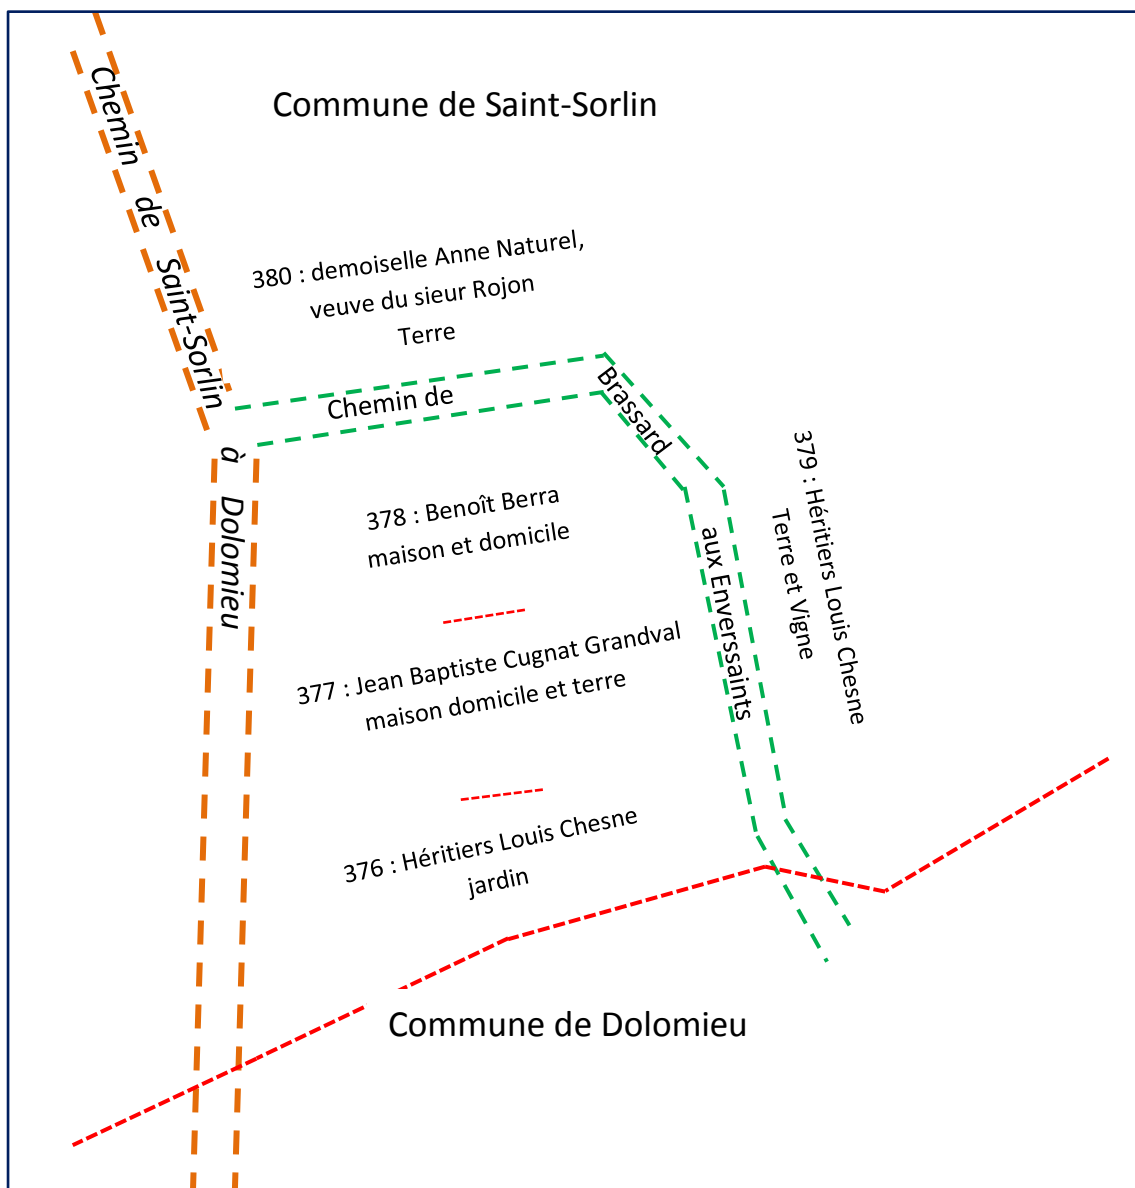 Commune de Saint-Sorlin
Chemin de Saint-Sorlin
à Dolomieu
380 : demoiselle Anne Naturel,
veuve du sieur Rojon
Terre
Chemin de
Brassard
aux Enverssaints
379 : Héritiers Louis Chesne
Terre et Vigne
378 : Benoît Berra
maison et domicile
377 : Jean Baptiste Cugnat Grandval
maison domicile et terre
376 : Héritiers Louis Chesne
jardin
Commune de Dolomieu